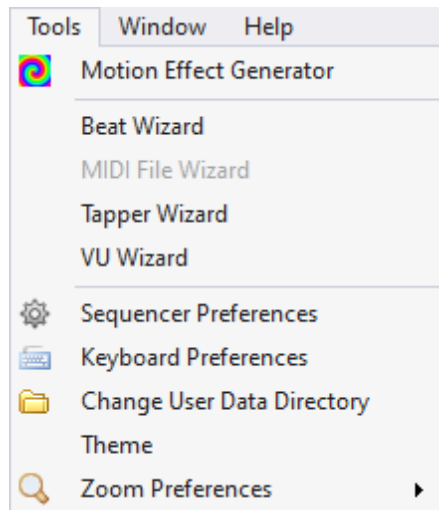 Tools Window Help
Motion Effect Generator
Beat Wizard
MIDI File Wizard
Tapper Wizard
VU Wizard
Sequencer Preferences
Keyboard Preferences
Change User Data Directory
Theme
Zoom Preferences